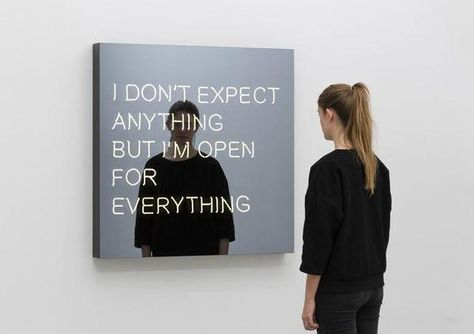 I DON'T EXPECT
ANYTHING
BUT I'M OPEN
FOR
EVERYTHING